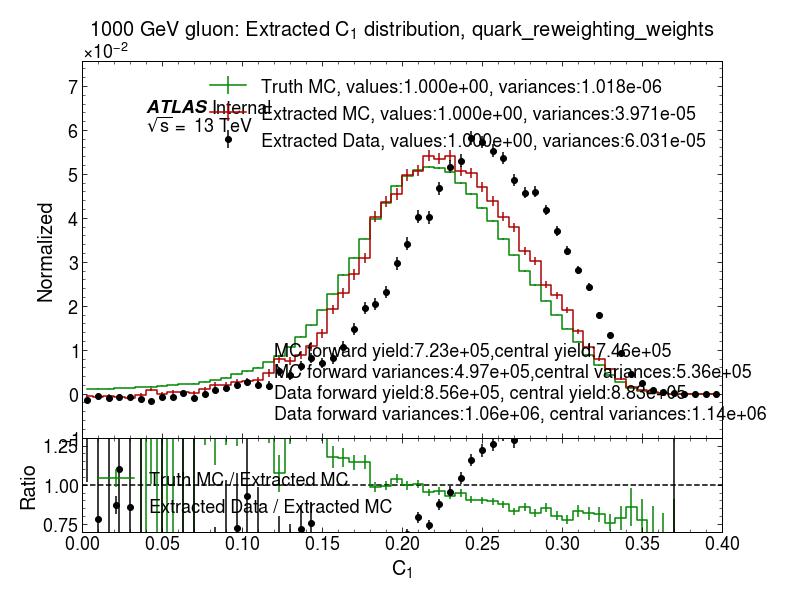 1000 GeV gluon: Extracted C₁ distribution, quark_reweighting_weights
×10⁻²
Truth MC, values:1.000e+00, variances:1.018e-06
ATLAS Internal
Extracted MC, values:1.000e+00, variances:3.971e-05
√s = 13 TeV
Extracted Data, values:1.000e+00, variances:6.031e-05
7
6
5
4
3
2
1
0
Normalized
MC forward yield:7.23e+05,central yield:7.46e+05
MC forward variances:4.97e+05,central variances:5.36e+05
Data forward yield:8.56e+05, central yield:8.83e+05
Data forward variances:1.06e+06, central variances:1.14e+06
1.25
1.00
0.75
Ratio
Truth MC / Extracted MC
Extracted Data / Extracted MC
0.00 0.05 0.10 0.15 0.20 0.25 0.30 0.35 0.40
C₁